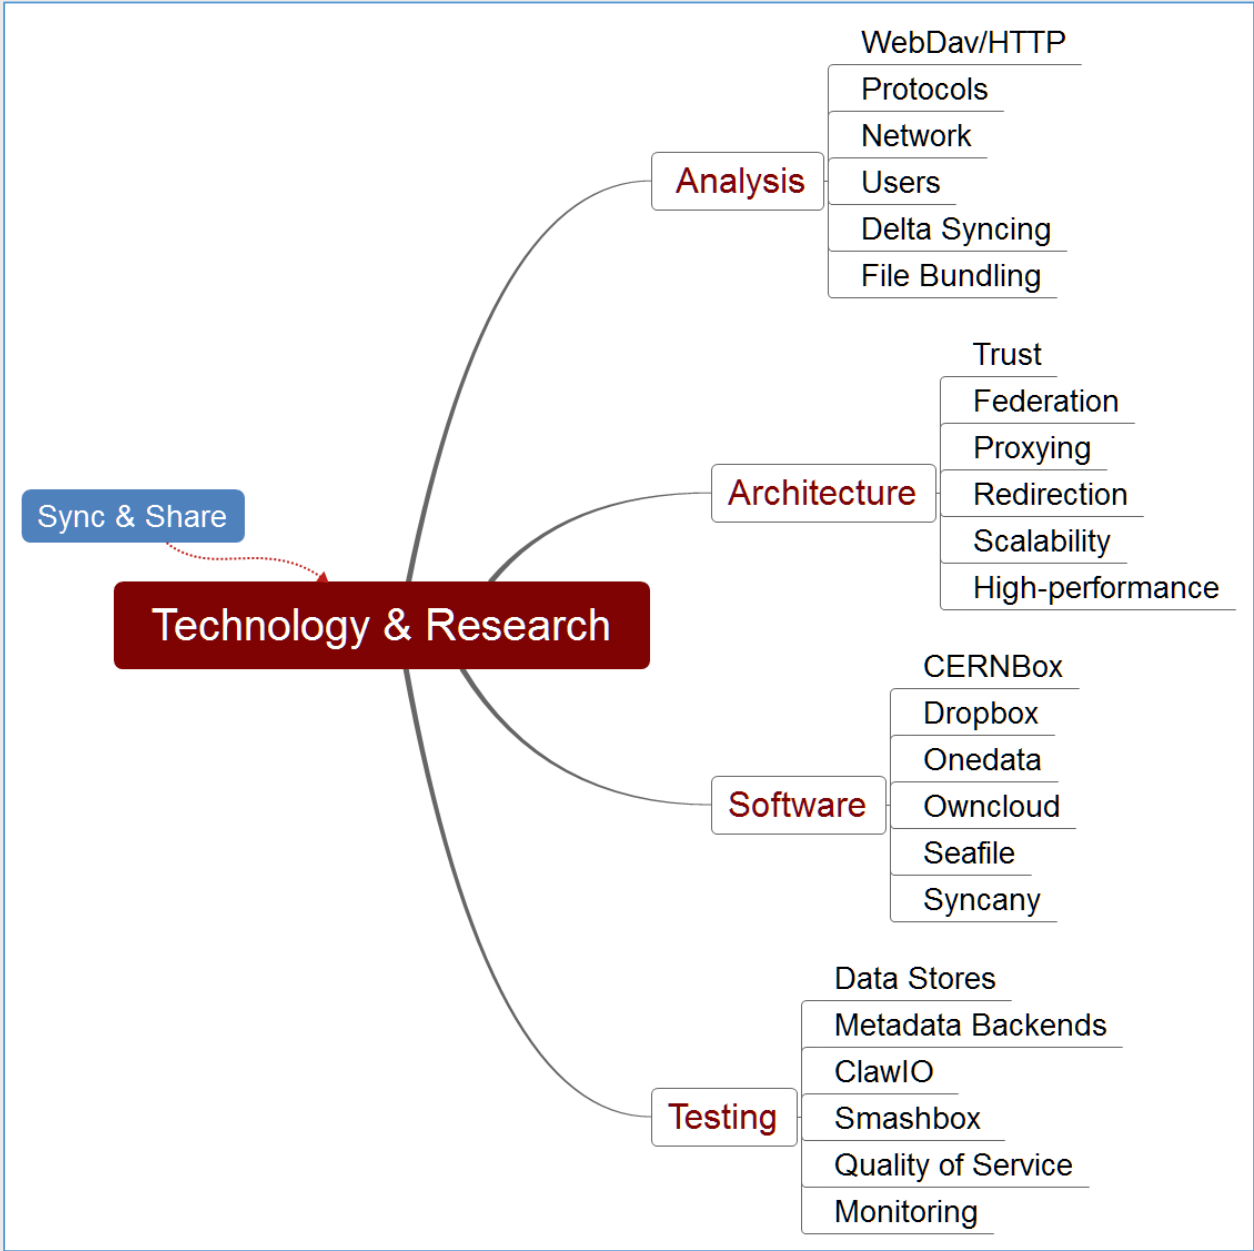 Sync & Share
Technology & Research
Analysis
WebDav/HTTP
Protocols
Network
Users
Delta Syncing
File Bundling
Architecture
Trust
Federation
Proxying
Redirection
Scalability
High-performance
Software
CERNBox
Dropbox
Onedata
Owncloud
Seafile
Syncany
Testing
Data Stores
Metadata Backends
ClawIO
Smashbox
Quality of Service
Monitoring